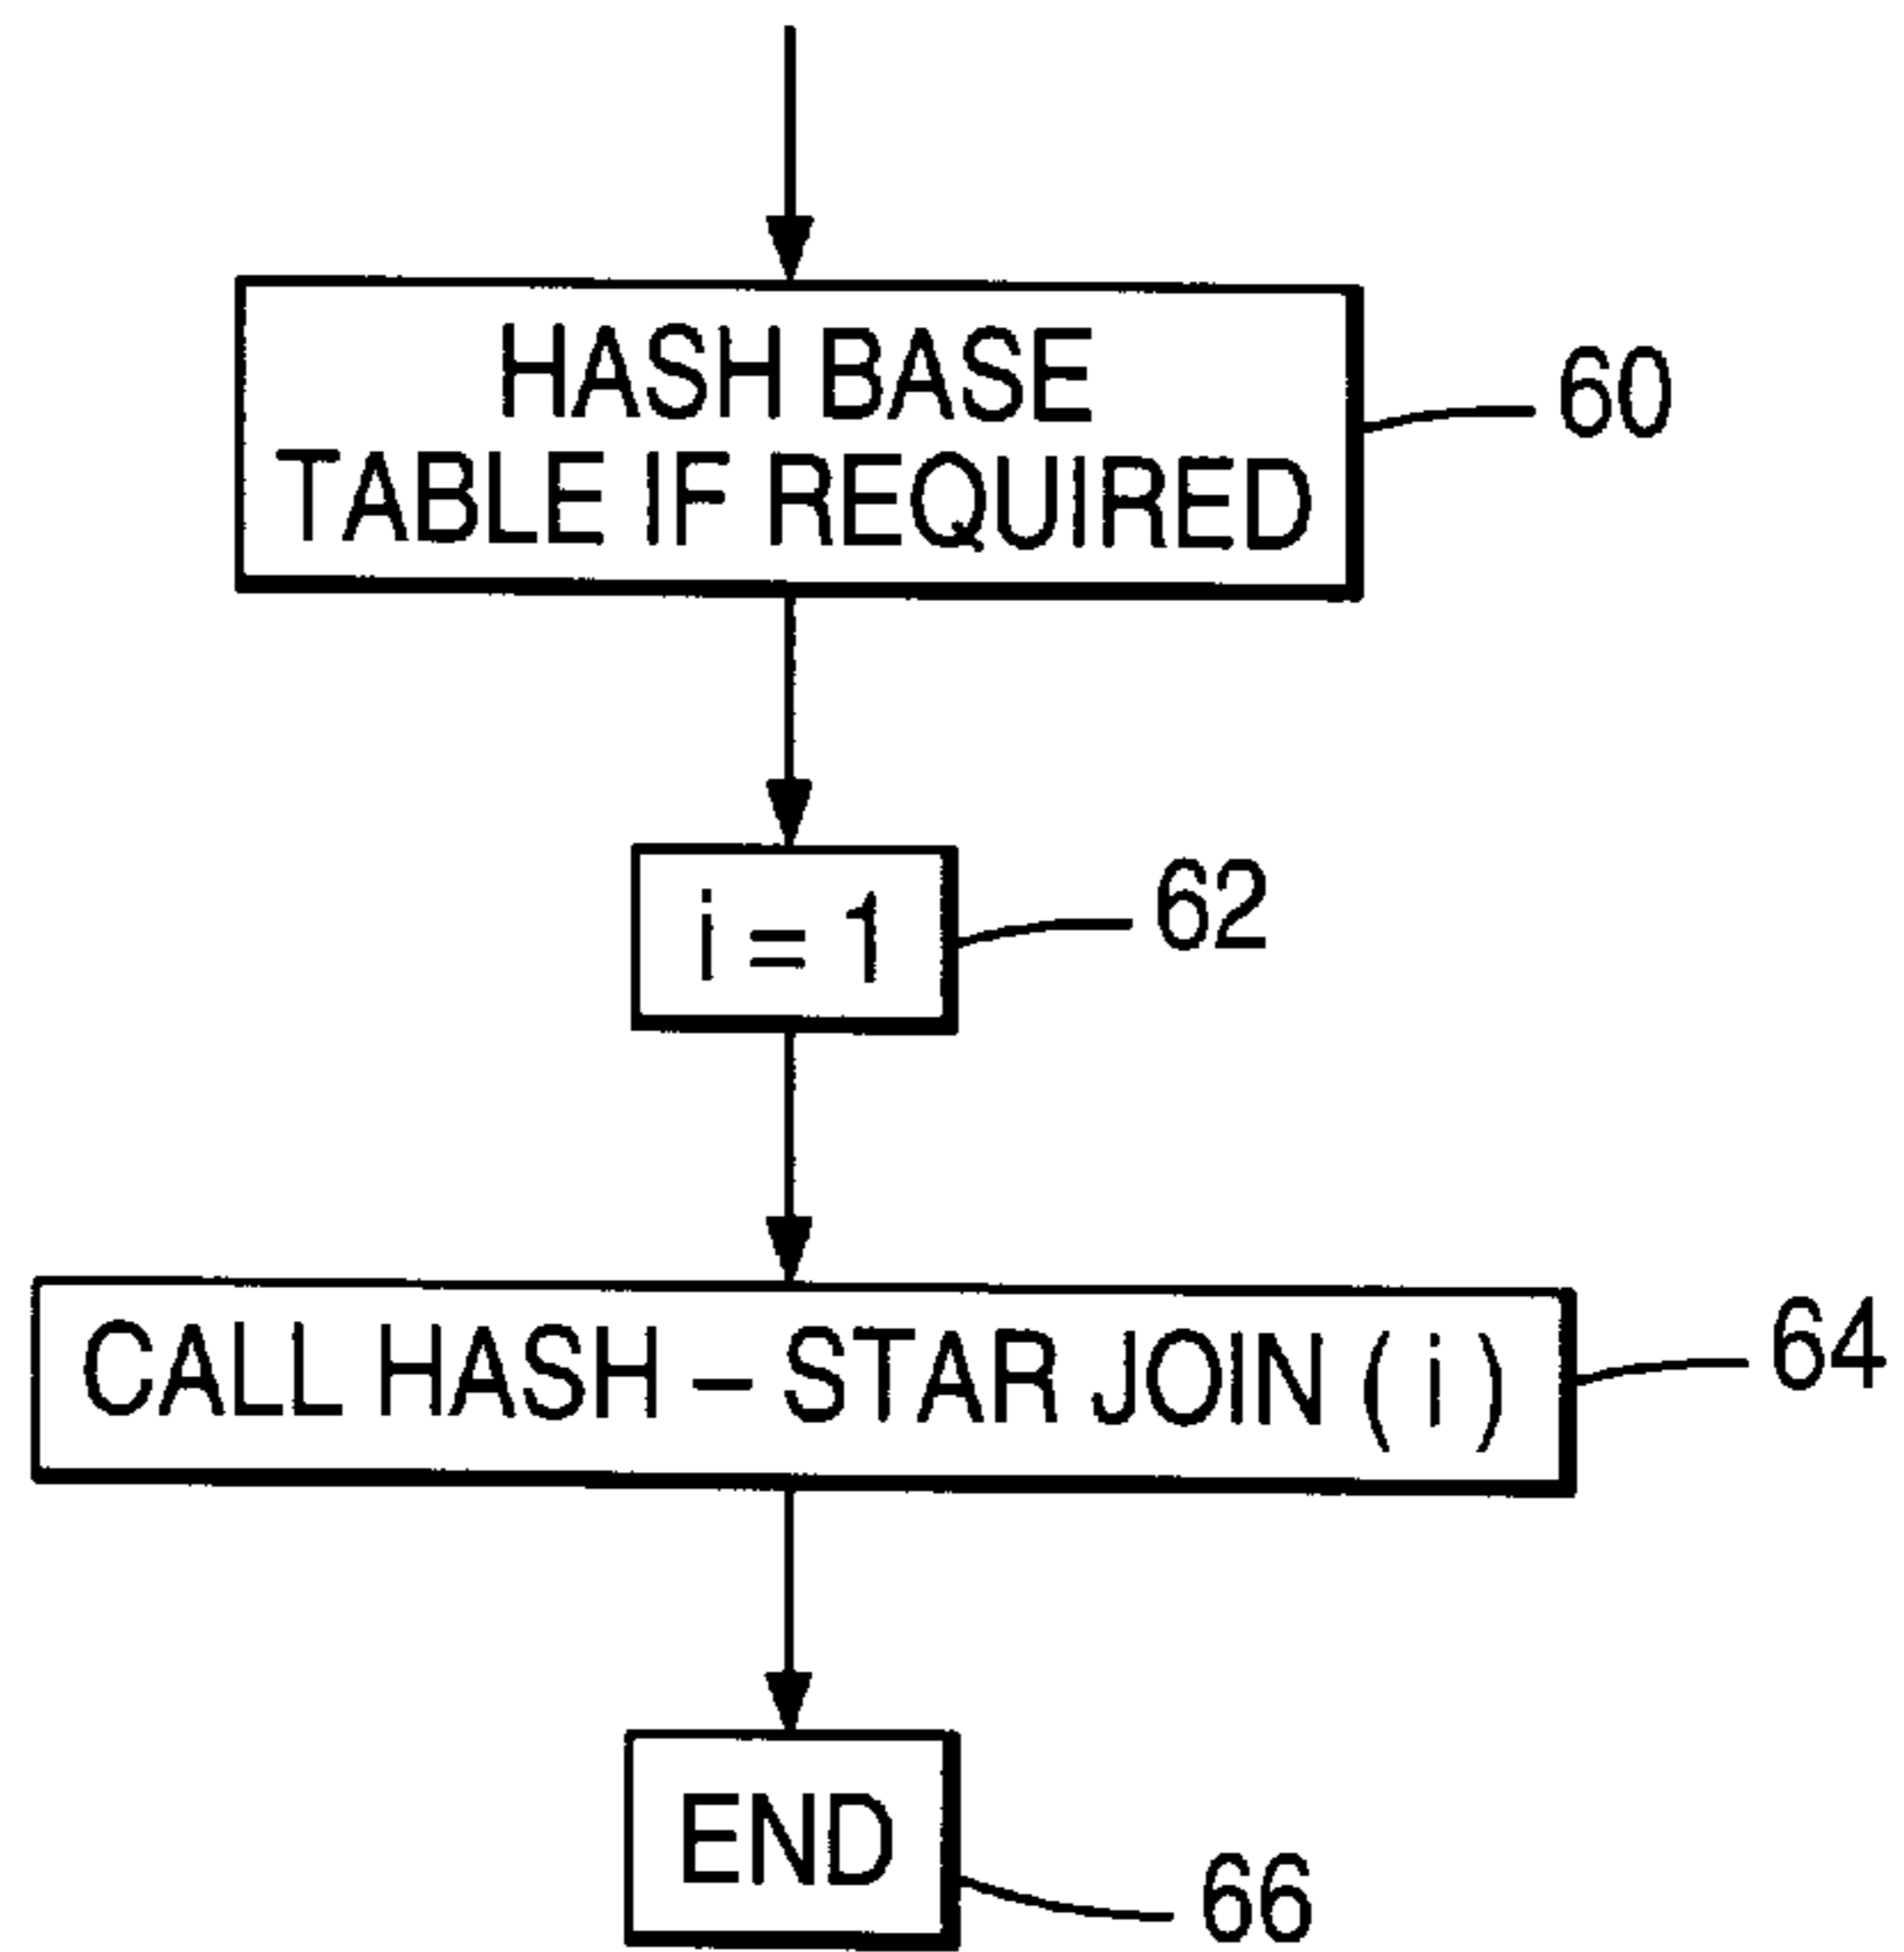 HASH BASE
TABLE IF REQUIRED
60
i = 1
62
CALL HASH – STAR JOIN ( i )
64
END
66